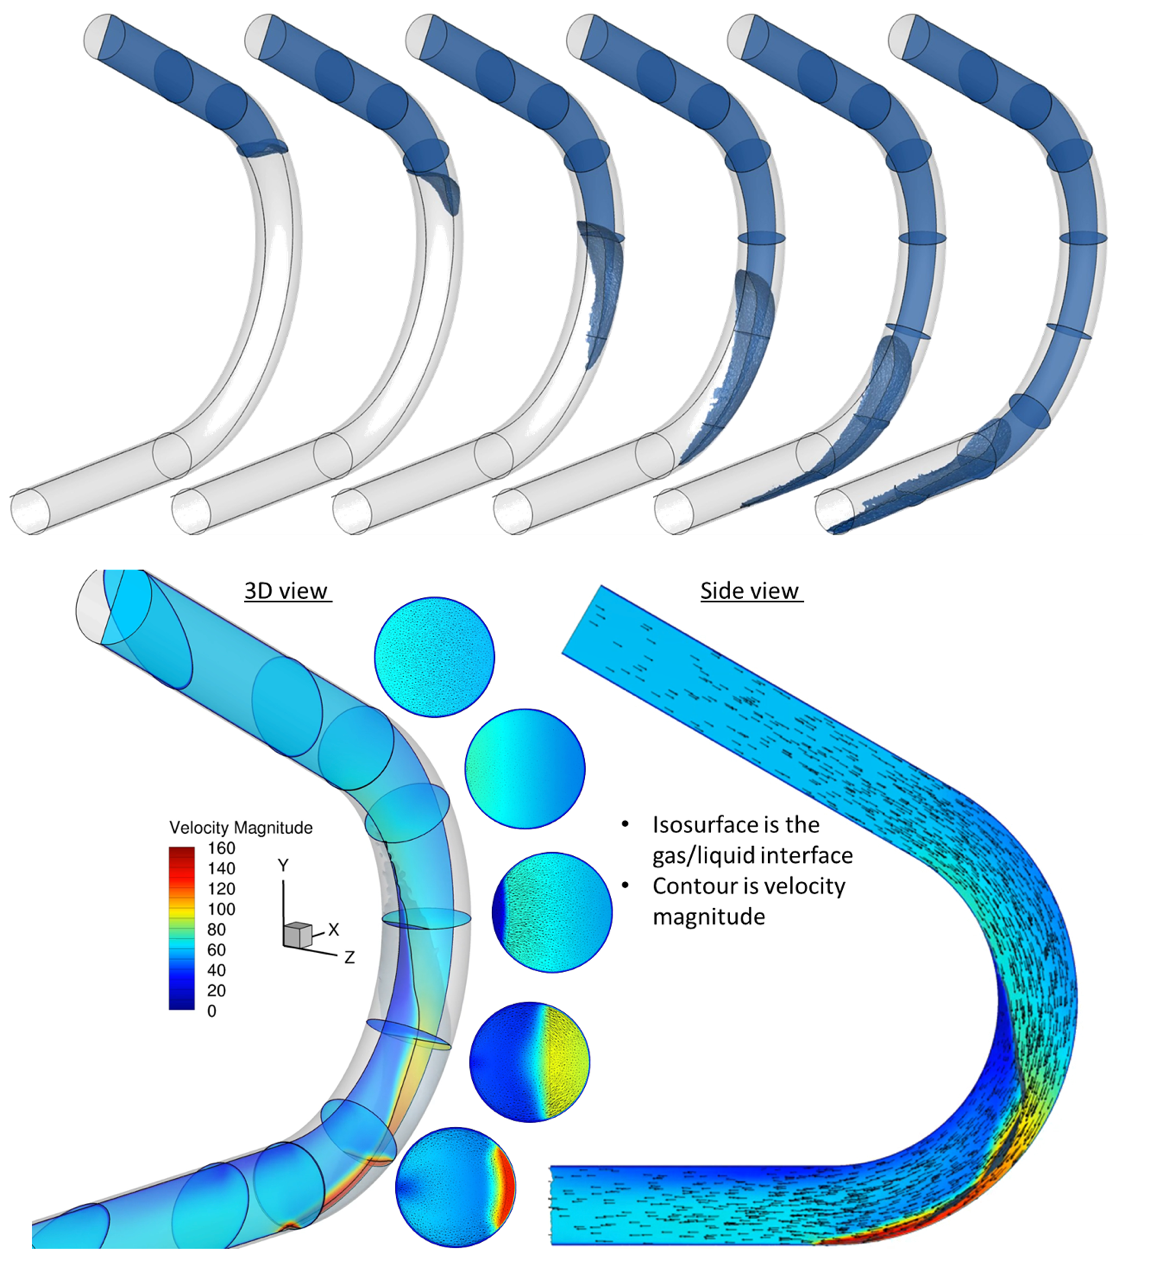 3D view
Side view
Velocity Magnitude
160
140
120
100
80
60
40
20
0
Y
X
Z
• Isosurface is the
gas/liquid interface
• Contour is velocity
magnitude